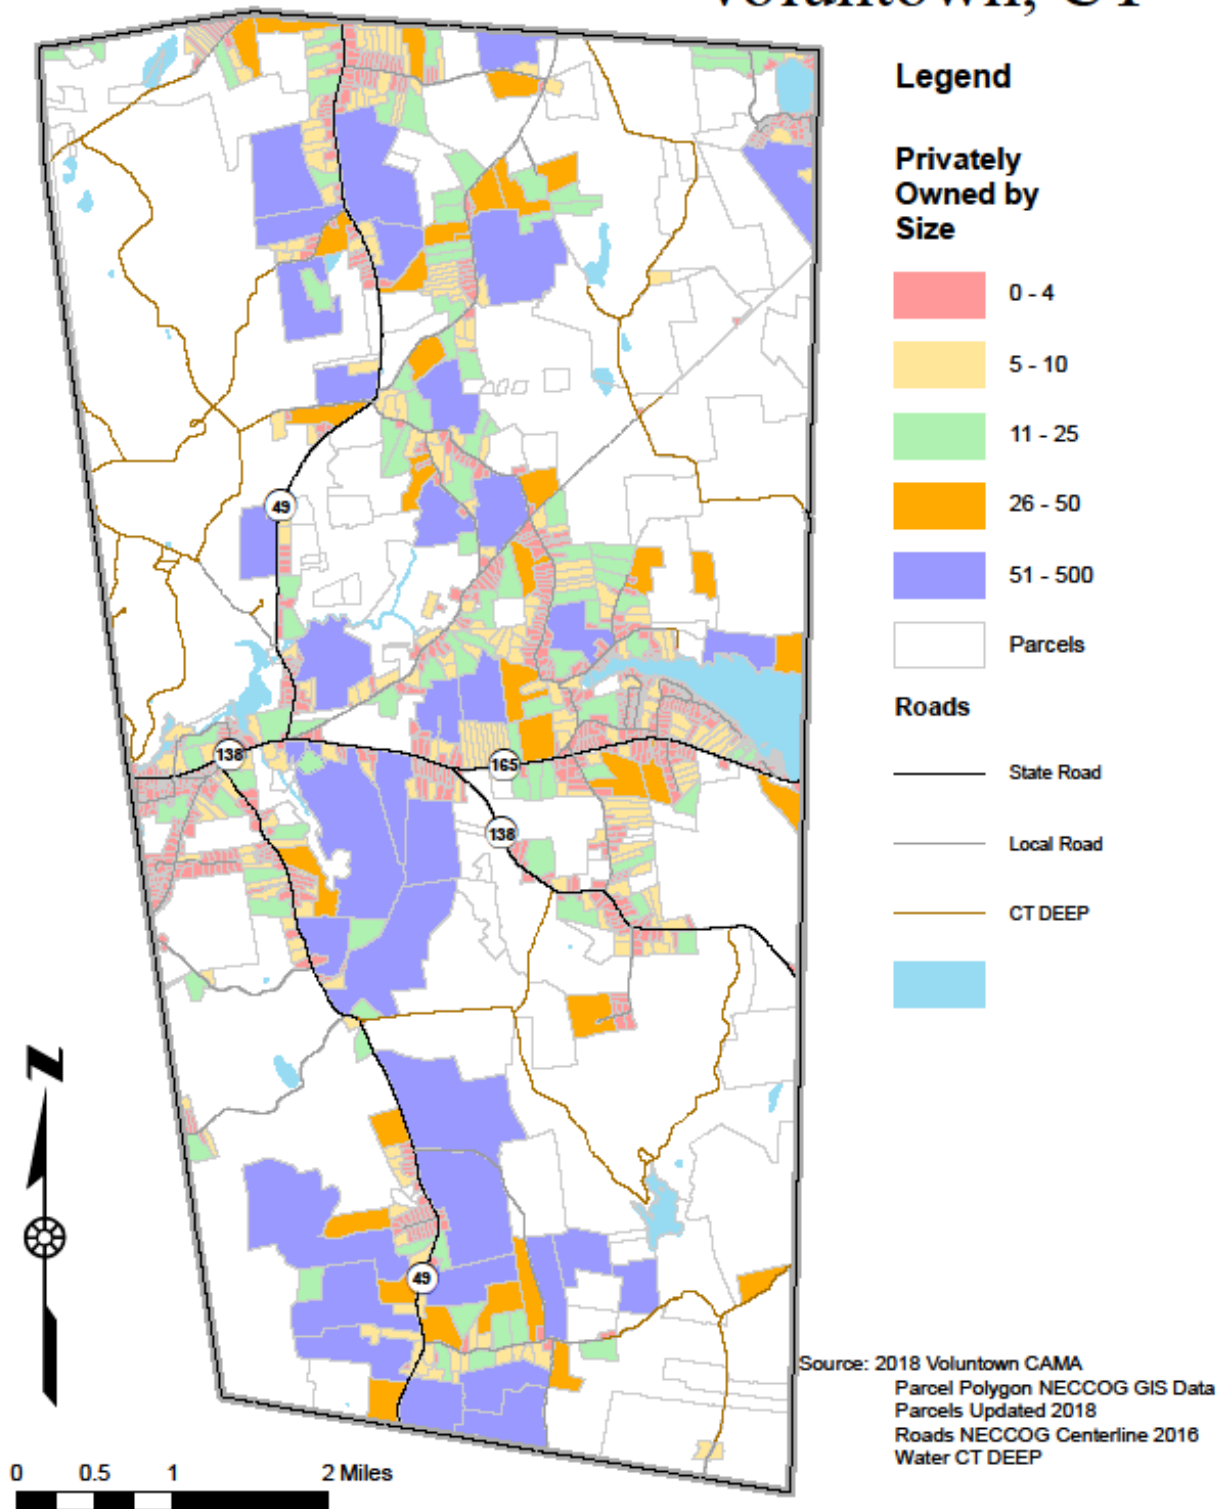 Voluntown, CT
Legend
Privately
Owned by
Size
0 - 4
5 - 10
11 - 25
26 - 50
51 - 500
Parcels
Roads
State Road
Local Road
CT DEEP
49
138
165
138
49
N
Source: 2018 Voluntown CAMA
Parcel Polygon NECCOG GIS Data
Parcels Updated 2018
Roads NECCOG Centerline 2016
Water CT DEEP
0 0.5 1 2 Miles